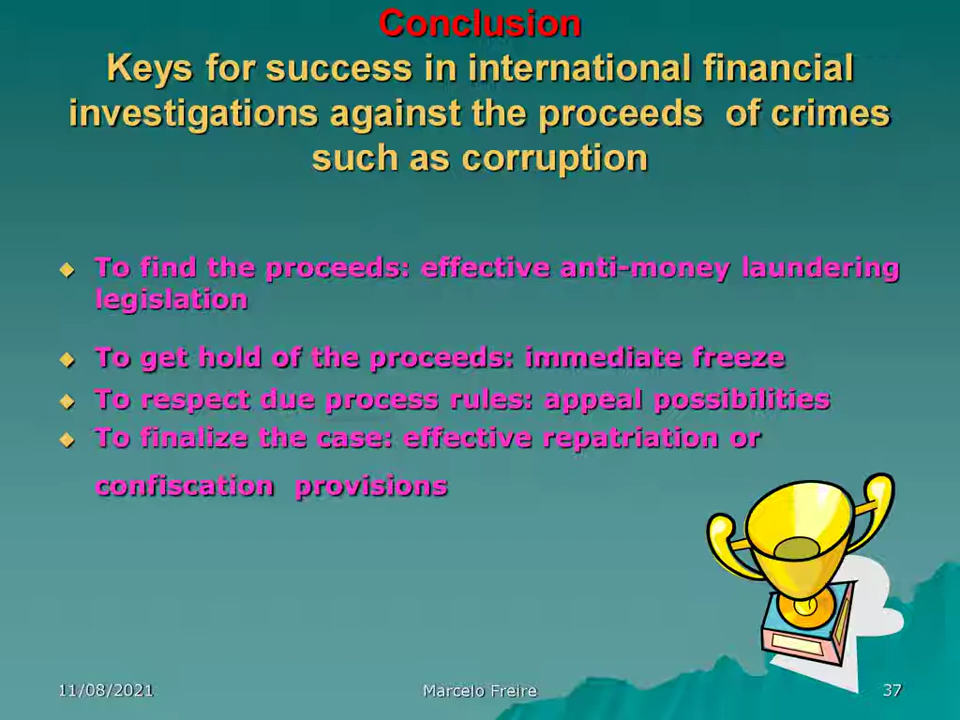 Conclusion
Keys for success in international financial
investigations against the proceeds of crimes
such as corruption
To find the proceeds: effective anti-money laundering
legislation
To get hold of the proceeds: immediate freeze
To respect due process rules: appeal possibilities
To finalize the case: effective repatriation or
confiscation provisions
11/08/2021
Marcelo Freire
37